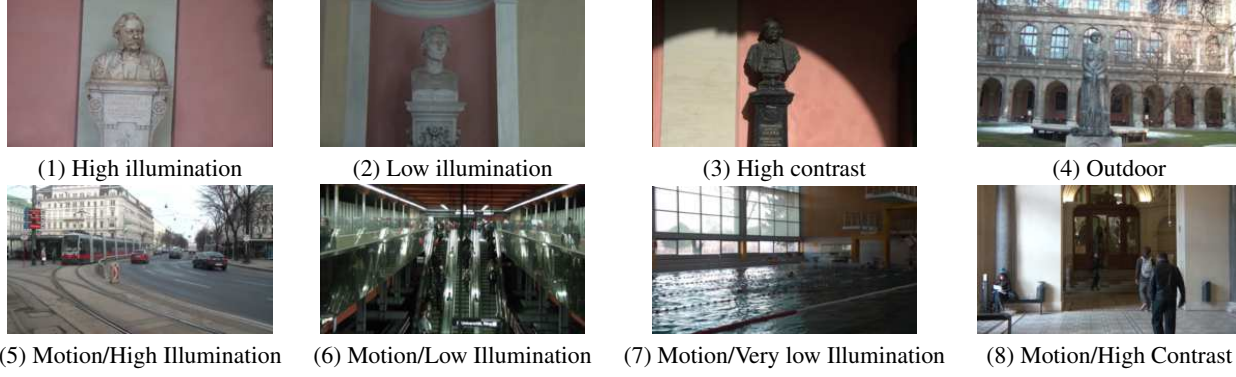 (1) High illumination
(2) Low illumination
(3) High contrast
(4) Outdoor
(5) Motion/High Illumination
(6) Motion/Low Illumination
(7) Motion/Very low Illumination
(8) Motion/High Contrast